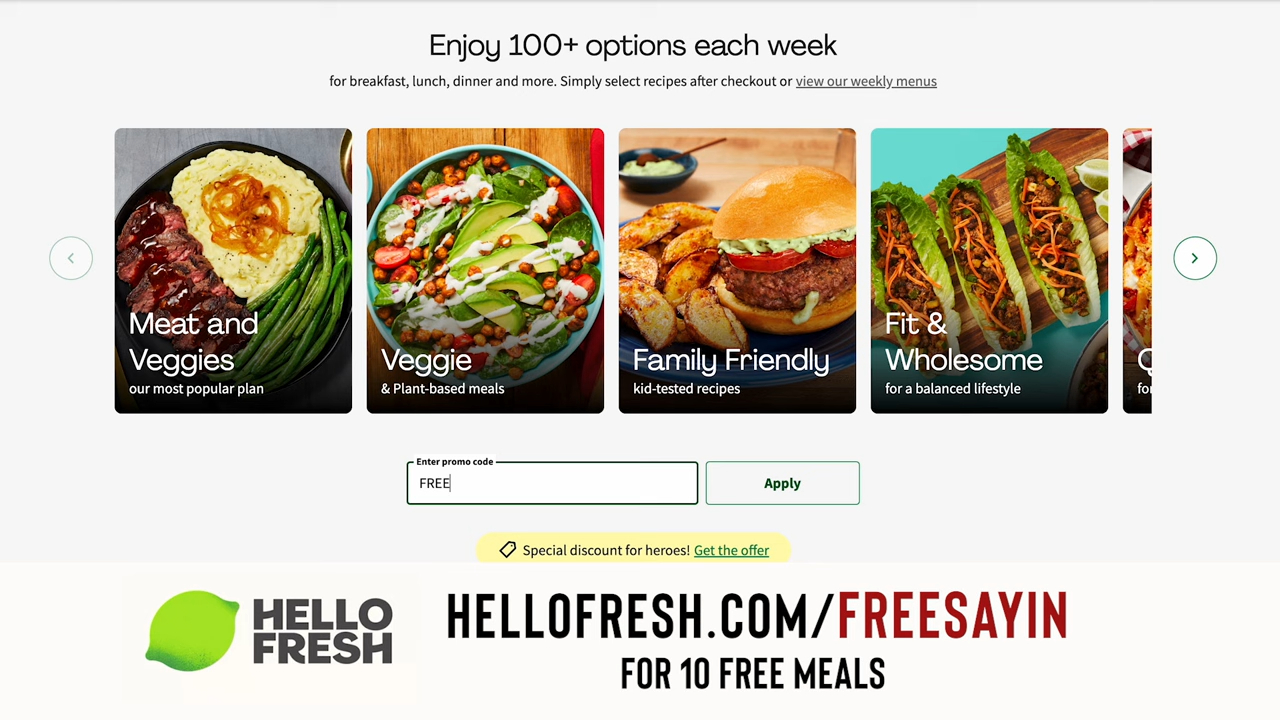 Enjoy 100+ options each week
for breakfast, lunch, dinner and more. Simply select recipes after checkout or view our weekly menus
Meat and
Veggies
our most popular plan
Veggie
& Plant-based meals
Family Friendly
kid-tested recipes
Fit &
Wholesome
for a balanced lifestyle
Enter promo code
FREE
Apply
Special discount for heroes! Get the offer
HELLO
FRESH
HELLOFRESH.COM/FREESAYIN
FOR 10 FREE MEALS